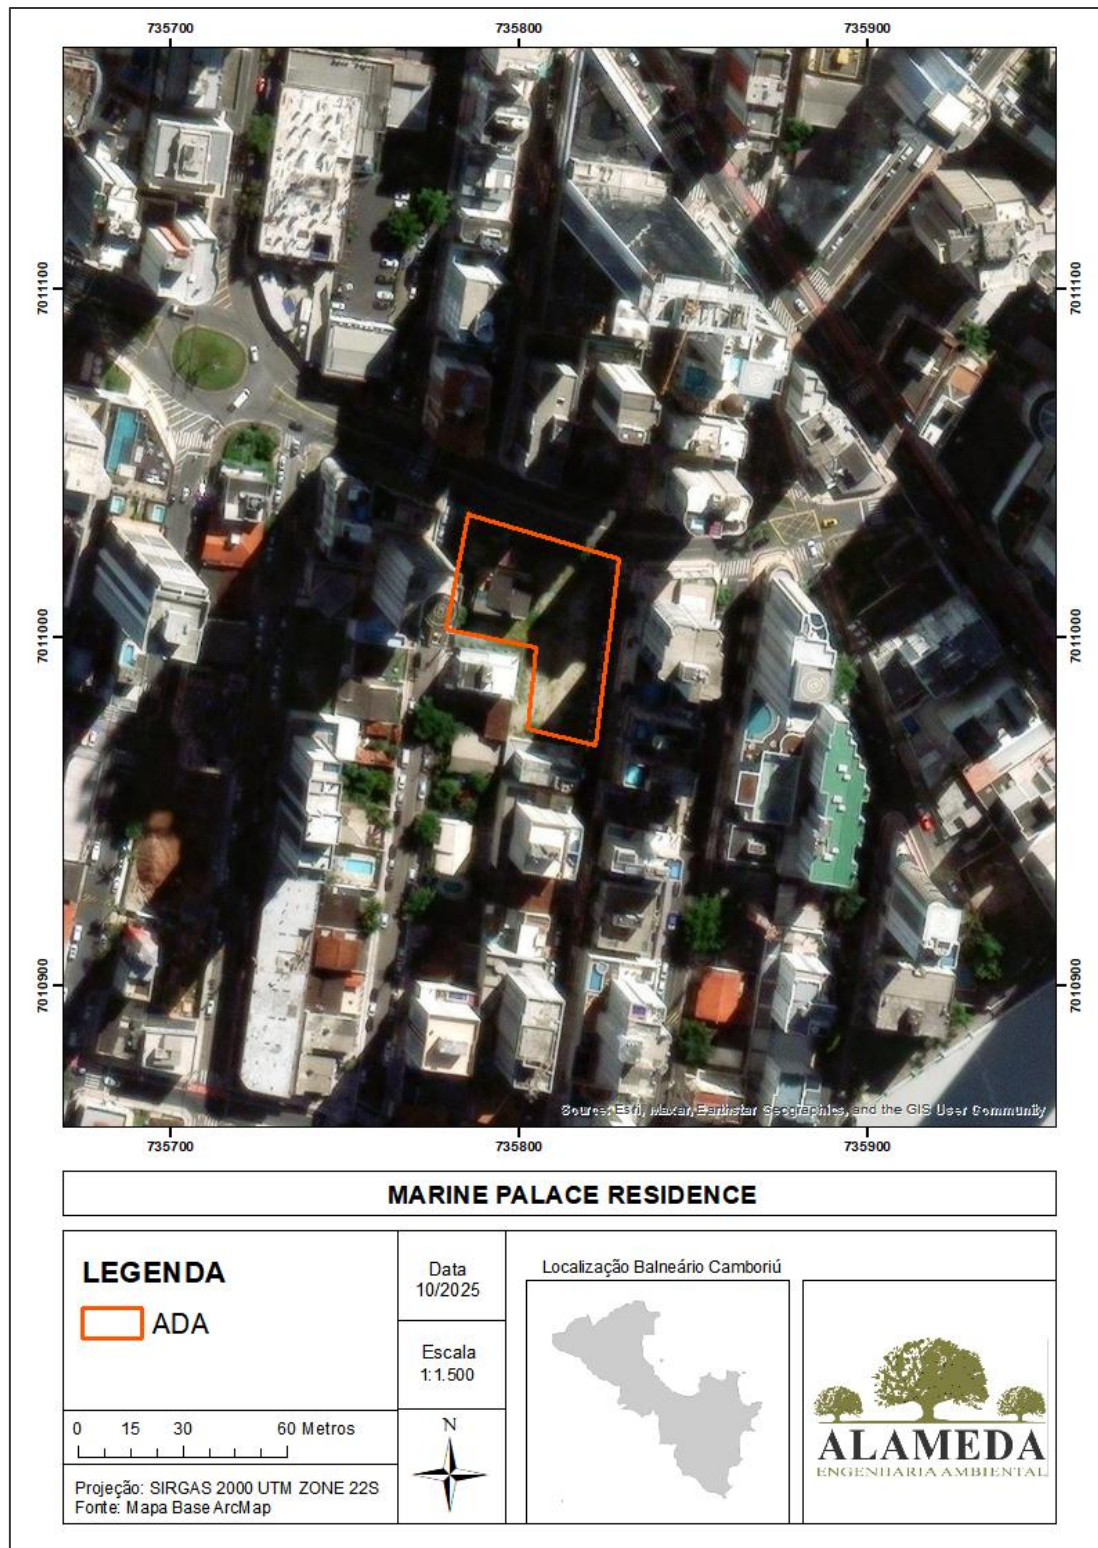 735700 735800 735900
7011100 7011100
7011000 7011000
7010900 7010900
Source: Esri, Maxar, Earthstar Geographics, and the GIS User Community
735700 735800 735900
MARINE PALACE RESIDENCE
LEGENDA
ADA
0 15 30 60 Metros
Projeção: SIRGAS 2000 UTM ZONE 22S
Fonte: Mapa Base ArcMap
Data
10/2025
Escala
1:1.500
N
Localização Balneário Camboriú
ALAMEDA
ENGENHARIA AMBIENTAL